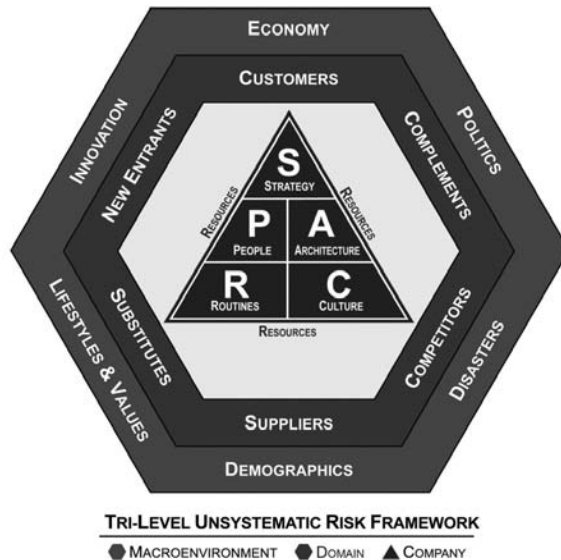 ECONOMY
CUSTOMERS
INNOVATION
NEW ENTRANTS
COMPLEMENTS
POLITICS
S
STRATEGY
RESOURCES
RESOURCES
P
PEOPLE
A
ARCHITECTURE
R
ROUTINES
C
CULTURE
RESOURCES
LIFESTYLES & VALUES
SUBSTITUTES
COMPETITORS
DISASTERS
SUPPLIERS
DEMOGRAPHICS
TRI-LEVEL UNSYSTEMATIC RISK FRAMEWORK
MACROENVIRONMENT DOMAIN COMPANY